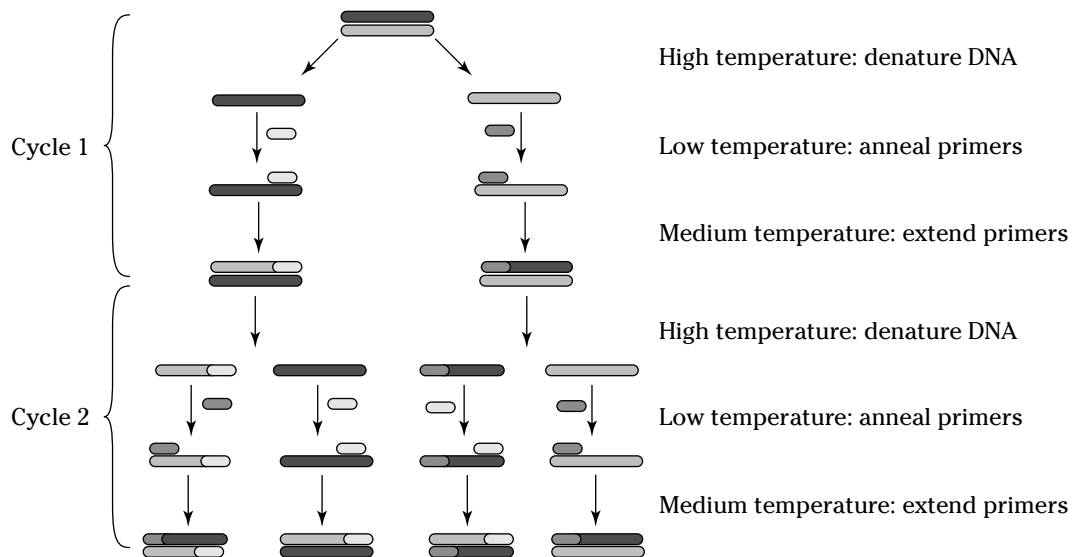 High temperature: denature DNA
Cycle 1
Low temperature: anneal primers
Medium temperature: extend primers
High temperature: denature DNA
Cycle 2
Low temperature: anneal primers
Medium temperature: extend primers